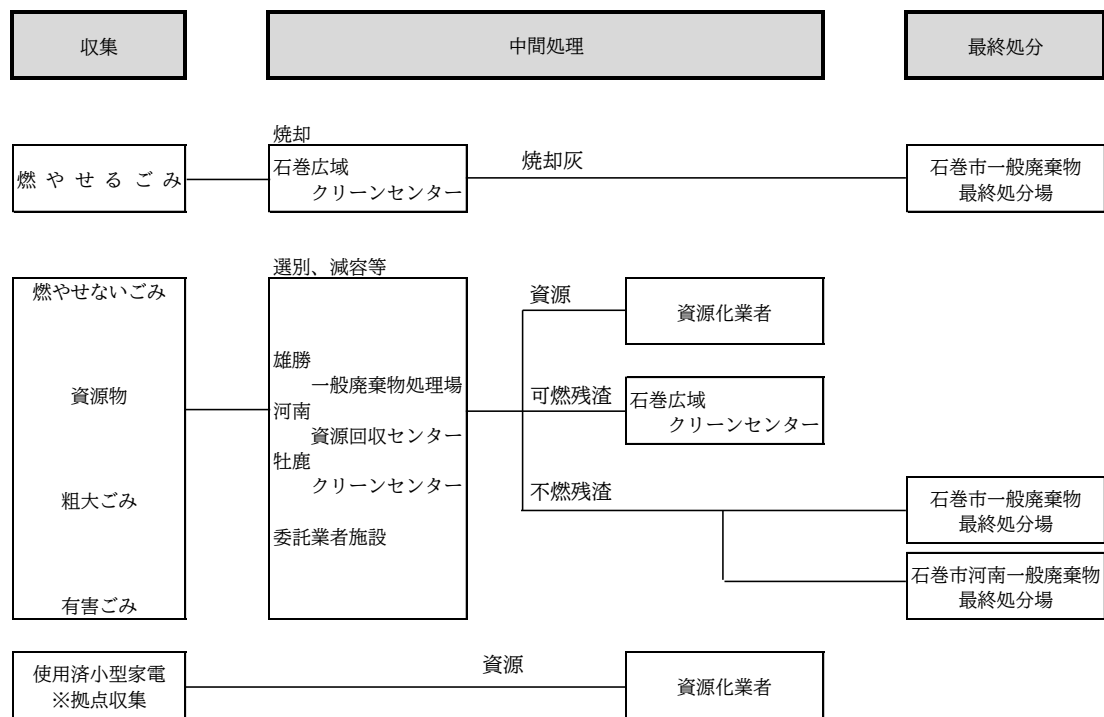 収集
中間処理
最終処分
燃やせるごみ
焼却
石巻広域
クリーンセンター
焼却灰
石巻市一般廃棄物
最終処分場
燃やせないごみ
資源物
粗大ごみ
有害ごみ
選別、減容等
雄勝
一般廃棄物処理場
河南
資源回収センター
牡鹿
クリーンセンター
委託業者施設
資源
資源化業者
可燃残渣
石巻広域
クリーンセンター
不燃残渣
石巻市一般廃棄物
最終処分場
石巻市河南一般廃棄物
最終処分場
使用済小型家電
※拠点収集
資源
資源化業者